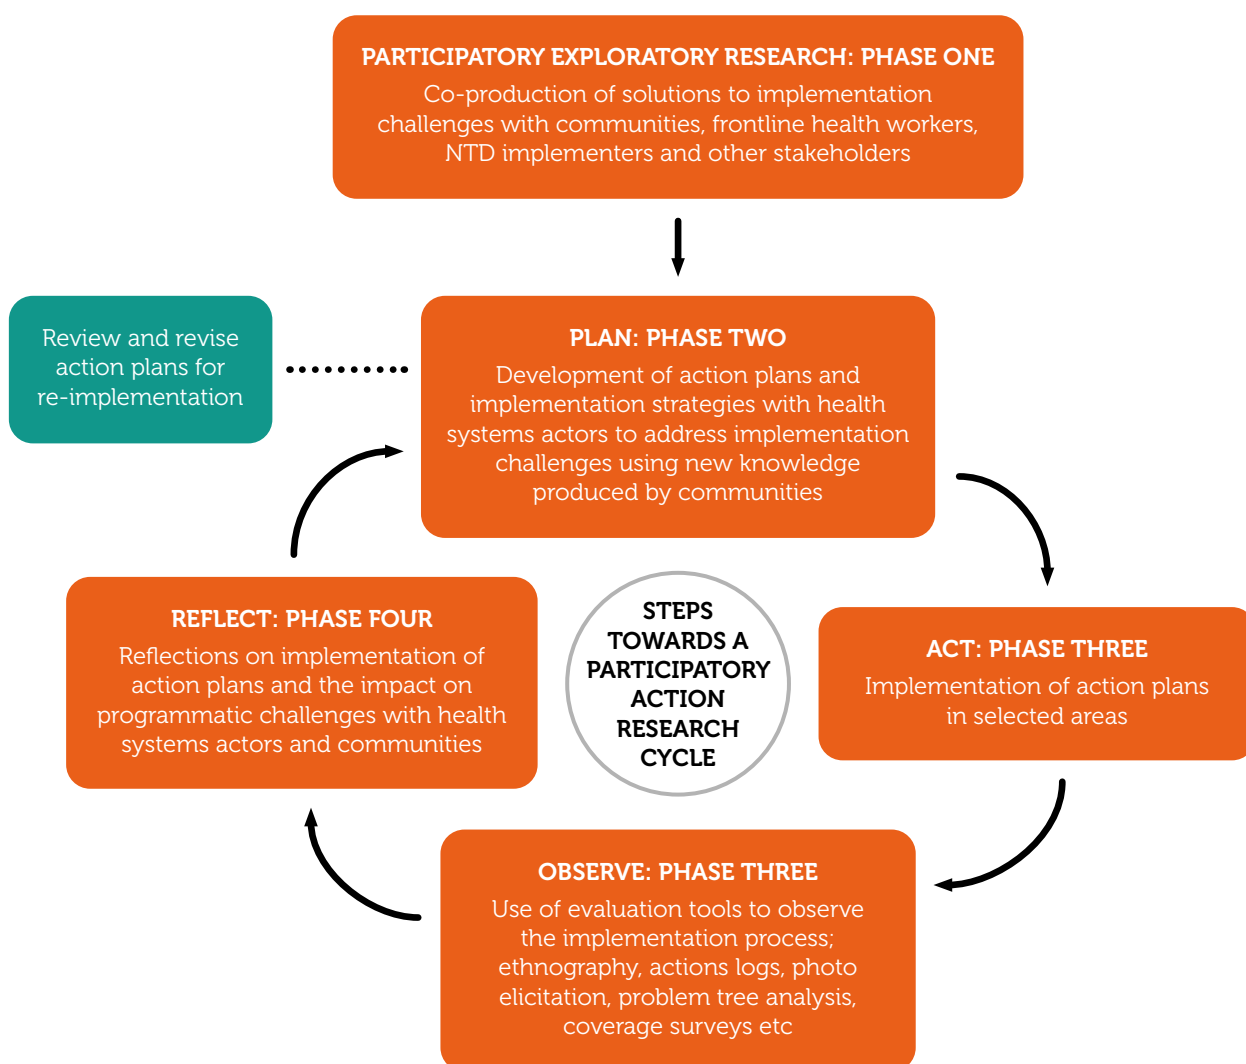 PARTICIPATORY EXPLORATORY RESEARCH: PHASE ONE
Co-production of solutions to implementation
challenges with communities, frontline health workers,
NTD implementers and other stakeholders
Review and revise
action plans for
re-implementation
PLAN: PHASE TWO
Development of action plans and
implementation strategies with health
systems actors to address implementation
challenges using new knowledge
produced by communities
REFLECT: PHASE FOUR
Reflections on implementation of
action plans and the impact on
programmatic challenges with health
systems actors and communities
STEPS
TOWARDS A
PARTICIPATORY
ACTION
RESEARCH
CYCLE
ACT: PHASE THREE
Implementation of action plans
in selected areas
OBSERVE: PHASE THREE
Use of evaluation tools to observe
the implementation process;
ethnography, actions logs, photo
elicitation, problem tree analysis,
coverage surveys etc